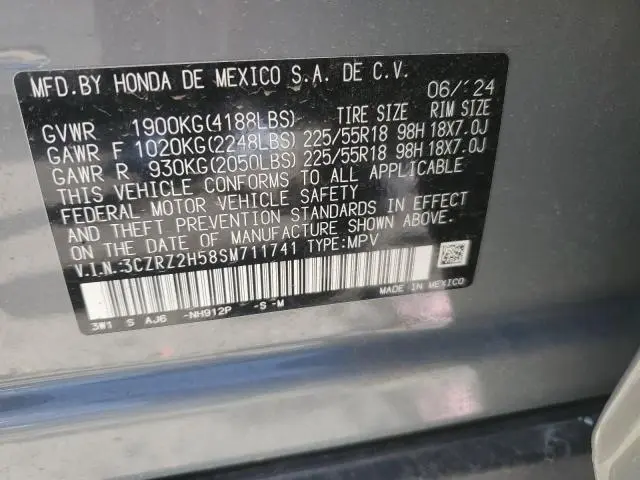 MFD.BY HONDA DE MEXICO S.A. DE C.V. 06/'24
TIRE SIZE RIM SIZE
GVWR 1900KG(4188LBS)
GAWR F 1020KG(2248LBS) 225/55R18 98H 18X7.0J
GAWR R 930KG(2050LBS) 225/55R18 98H 18X7.0J
THIS VEHICLE CONFORMS TO ALL APPLICABLE
FEDERAL MOTOR VEHICLE SAFETY
AND THEFT PREVENTION STANDARDS IN EFFECT
ON THE DATE OF MANUFACTURE SHOWN ABOVE.
V.I.N.:3CZRZ2H58SM711741 TYPE:MPV
MADE IN MEXICO
3W1 S AJ6 -NH912P -S -M